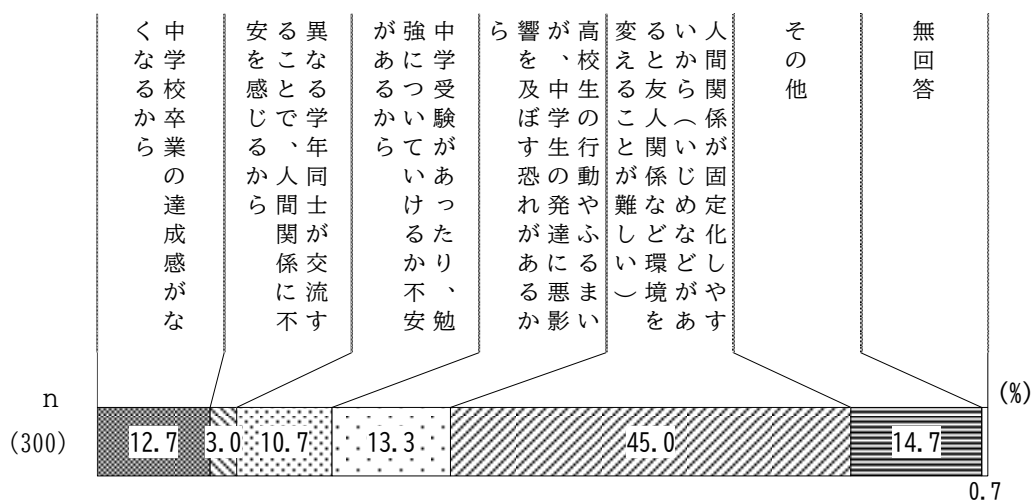 中学校卒業の達成感がな
くなるから
異なる学年同士が交流す
ることで、人間関係に不
安を感じるから
中学受験があったり、勉
強についていけるか不安
があるから
高校生の行動やふるまい
が、中学生の発達に悪影
響を及ぼす恐れがあるか
ら
人間関係が固定化しやす
いから（いじめなどがあ
ると友人関係など環境を
変えることが難しい）
その他
無回答
n
(%)
(300)
12.7
3.0
10.7
13.3
45.0
14.7
0.7